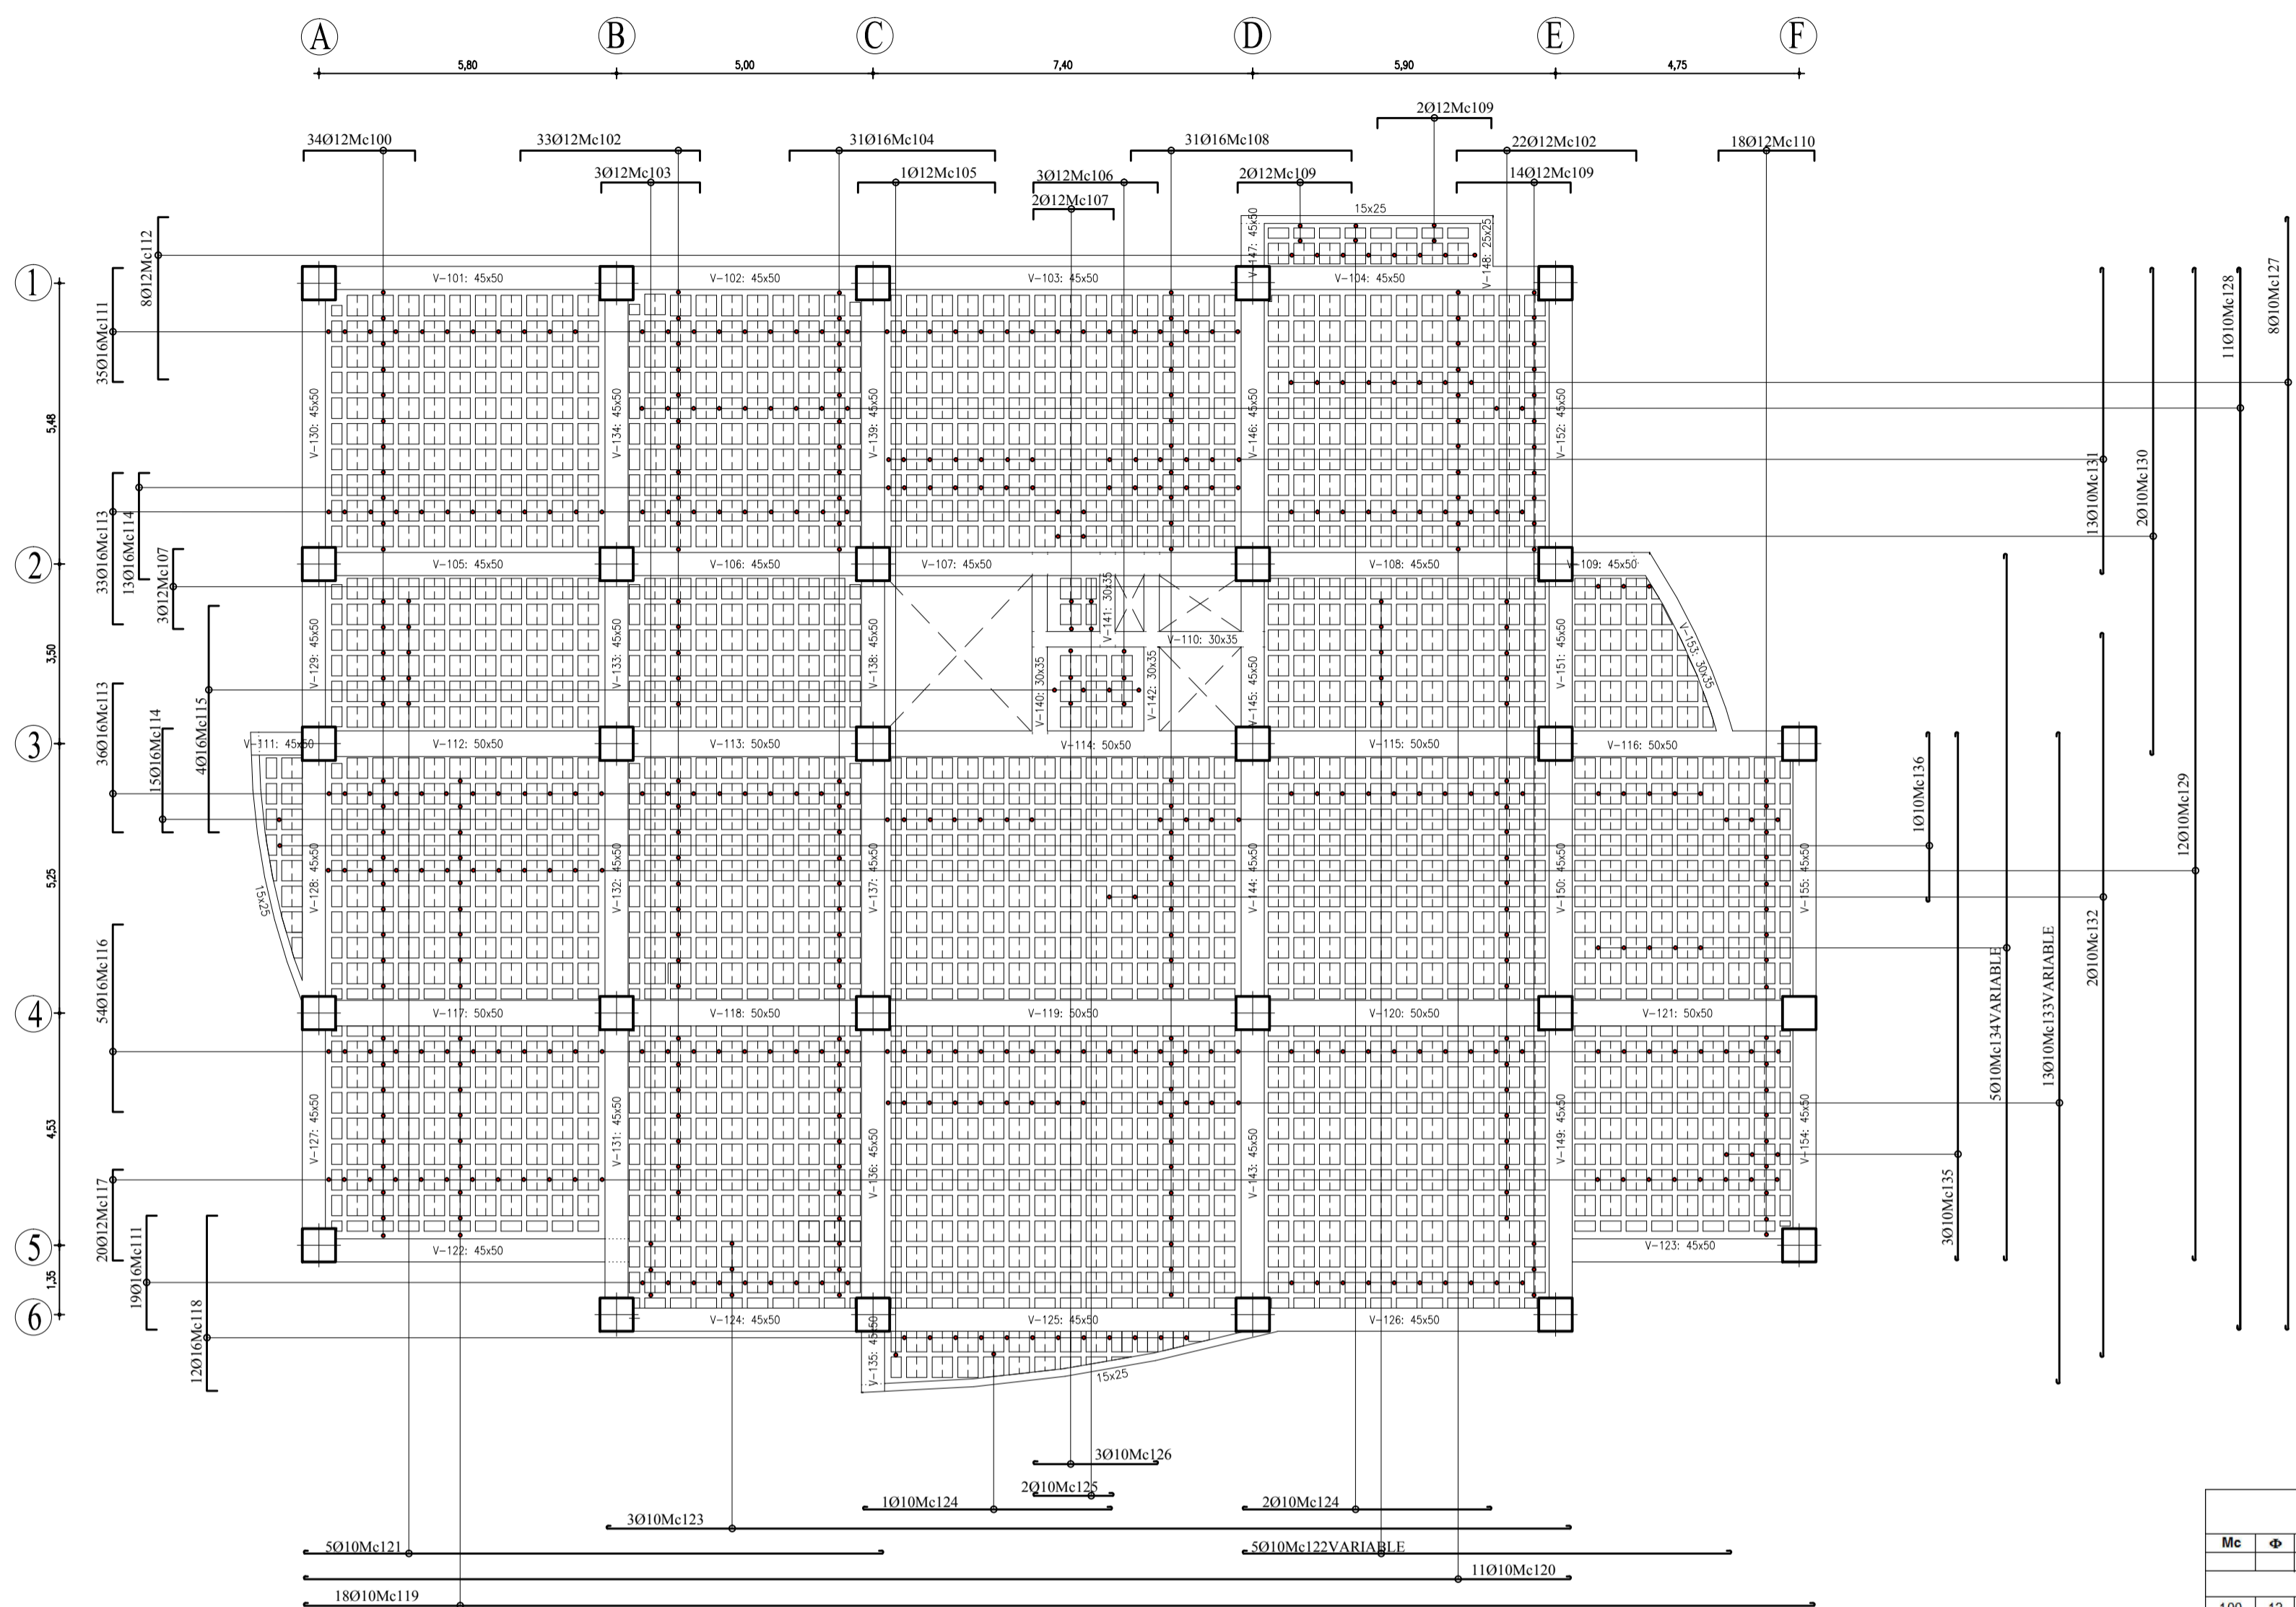 A B C D E F
5,80 5,00 7,40 5,90 4,75
2Ø12Mc109
34Ø12Mc100 33Ø12Mc102 31Ø16Mc104 31Ø16Mc108 22Ø12Mc102 18Ø12Mc110
3Ø12Mc103 1Ø12Mc105 3Ø12Mc106 2Ø12Mc109 14Ø12Mc109
2Ø12Mc107
15x25
V-147: 45x50
V-148: 25x25
8Ø12Mc112
35Ø16Mc111
8Ø10Mc127
11Ø10Mc128
1
V-101: 45x50 V-102: 45x50 V-103: 45x50 V-104: 45x50
5,48
V-130: 45x50 V-134: 45x50 V-139: 45x50 V-146: 45x50 V-152: 45x50
33Ø16Mc113
13Ø16Mc114
3Ø12Mc107
13Ø10Mc131
2Ø10Mc130
2
V-105: 45x50 V-106: 45x50 V-107: 45x50 V-108: 45x50 V-109: 45x50
3,50
V-141: 30x35
V-110: 30x35
V-129: 45x50 V-133: 45x50 V-138: 45x50 V-140: 30x35 V-142: 30x35 V-145: 45x50 V-151: 45x50 V-153: 30x35
36Ø16Mc113
15Ø16Mc114
4Ø16Mc115
3
V-111: 45x50 V-112: 50x50 V-113: 50x50 V-114: 50x50 V-115: 50x50 V-116: 50x50
1Ø10Mc136
12Ø10Mc129
5,25
15x25
V-128: 45x50 V-132: 45x50 V-137: 45x50 V-144: 45x50 V-150: 45x50 V-155: 45x50
54Ø16Mc116
5Ø10Mc134VARIABLE
13Ø10Mc133VARIABLE
2Ø10Mc132
4
V-117: 50x50 V-118: 50x50 V-119: 50x50 V-120: 50x50 V-121: 50x50
4,53
V-127: 45x50 V-131: 45x50 V-136: 45x50 V-143: 45x50 V-149: 45x50 V-154: 45x50
20Ø12Mc117
3Ø10Mc135
5
V-122: 45x50 V-123: 45x50
19Ø16Mc111
1,35
12Ø16Mc118
6
V-124: 45x50 V-125: 45x50 V-126: 45x50
V-135: 45x50
15x25
3Ø10Mc126
2Ø10Mc125
1Ø10Mc124 2Ø10Mc124
3Ø10Mc123
5Ø10Mc121 5Ø10Mc122VARIABLE
11Ø10Mc120
18Ø10Mc119
Mc Φ